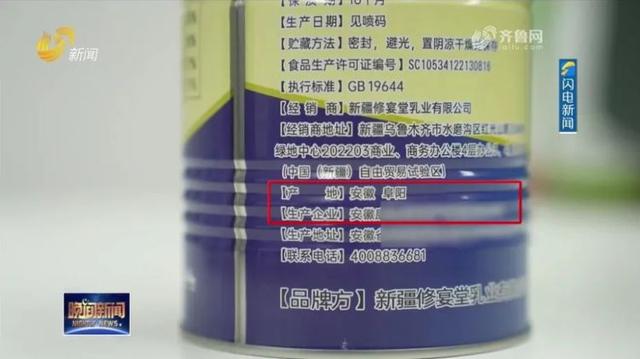 新闻
齐鲁网
闪电新闻
【生产日期】见喷码
【贮藏方法】密封，避光，置阴凉干燥
【食品生产许可证编号】SC10534122130816
【执行标准】GB 19644
【经 销 商】新疆修宴堂乳业有限公司
【经销商地址】新疆乌鲁木齐市水磨沟区红光山
绿地中心202203商业、商务办公楼4层办公
（中国（新疆）自由贸易试验区）
【产 地】安徽 阜阳
【生产企业】安徽
【生产地址】安徽省
【联系电话】4008836681
【品牌方】新疆修宴堂乳业
晚间新闻
NIGHTLY NEWS